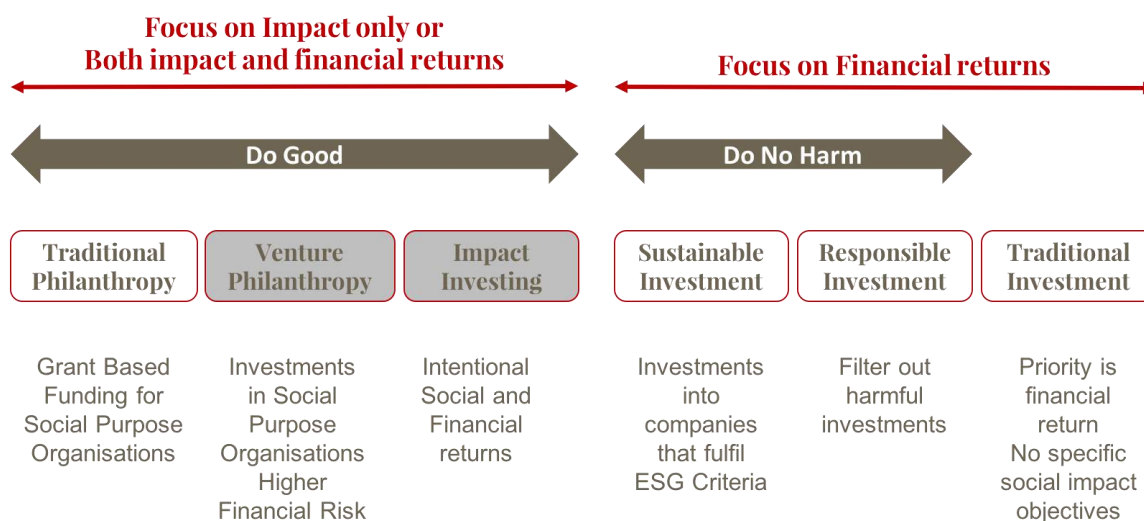 Focus on Impact only or
Both impact and financial returns
Focus on Financial returns
Do Good
Do No Harm
Traditional
Philanthropy
Venture
Philanthropy
Impact
Investing
Sustainable
Investment
Responsible
Investment
Traditional
Investment
Grant Based
Funding for
Social Purpose
Organisations
Investments
in Social
Purpose
Organisations
Higher
Financial Risk
Intentional
Social and
Financial
returns
Investments
into
companies
that fulfil
ESG Criteria
Filter out
harmful
investments
Priority is
financial
return
No specific
social impact
objectives